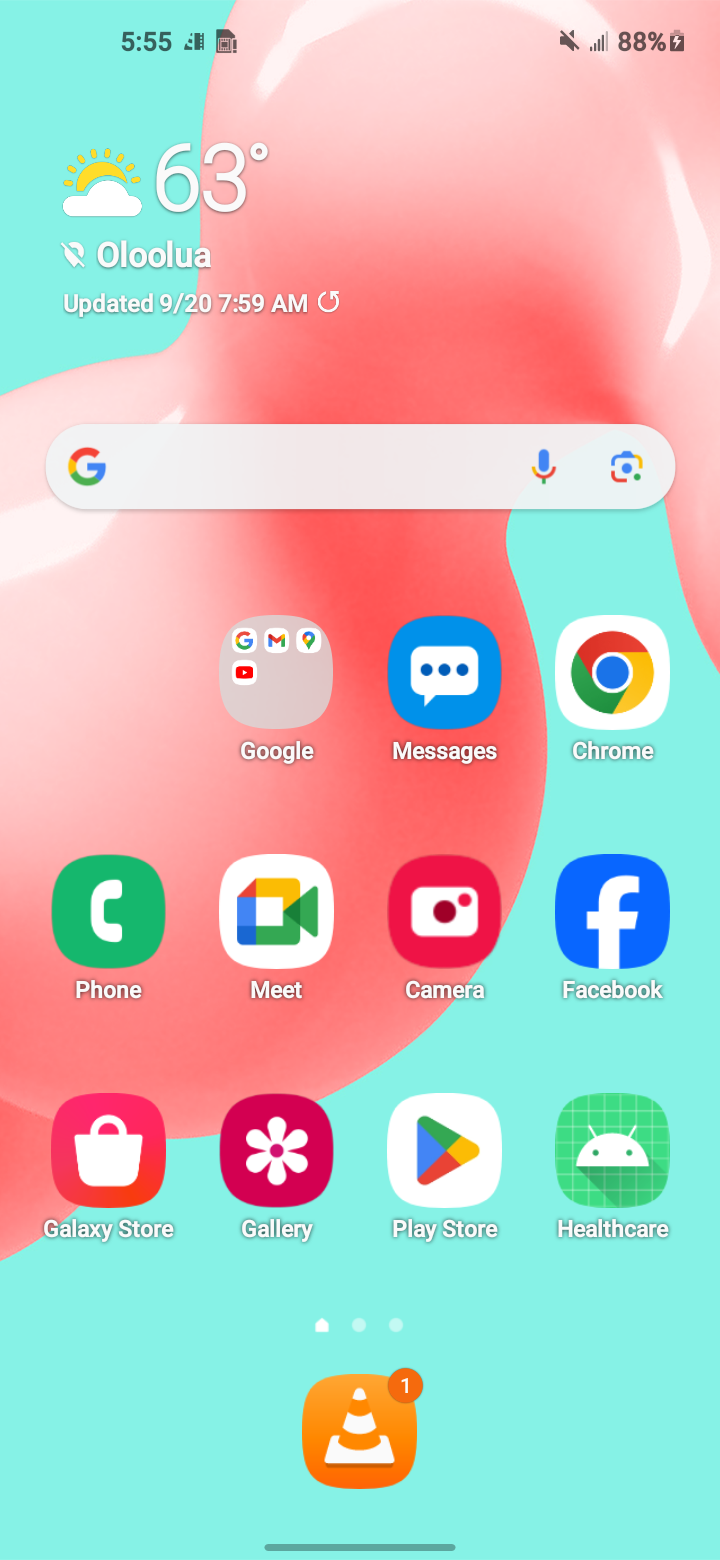 5:55 88%
63°
Oloolua
Updated 9/20 7:59 AM
Google Messages Chrome
Phone Meet Camera Facebook
Galaxy Store Gallery Play Store Healthcare
1